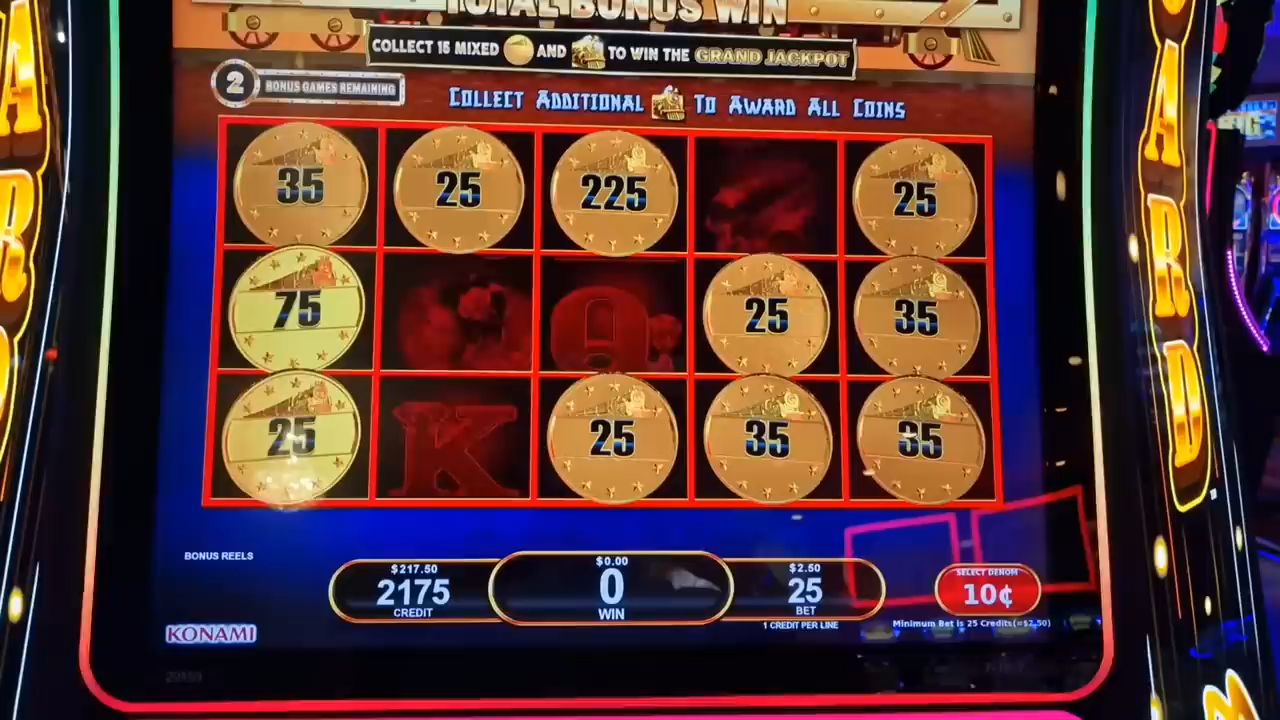 TOTAL BONUS WIN
COLLECT 15 MIXED AND TO WIN THE GRAND JACKPOT
2 BONUS GAMES REMAINING
COLLECT ADDITIONAL TO AWARD ALL COINS
35 25 225 25
75 25 35
25 K 25 35 35
BONUS REELS
$217.50
2175
CREDIT
$0.00
0
WIN
$2.50
25
BET
1 CREDIT PER LINE
SELECT DENOM
10¢
Minimum Bet is 25 Credits(=$2.50)
KONAMI
A
R
D
A
R
D
M